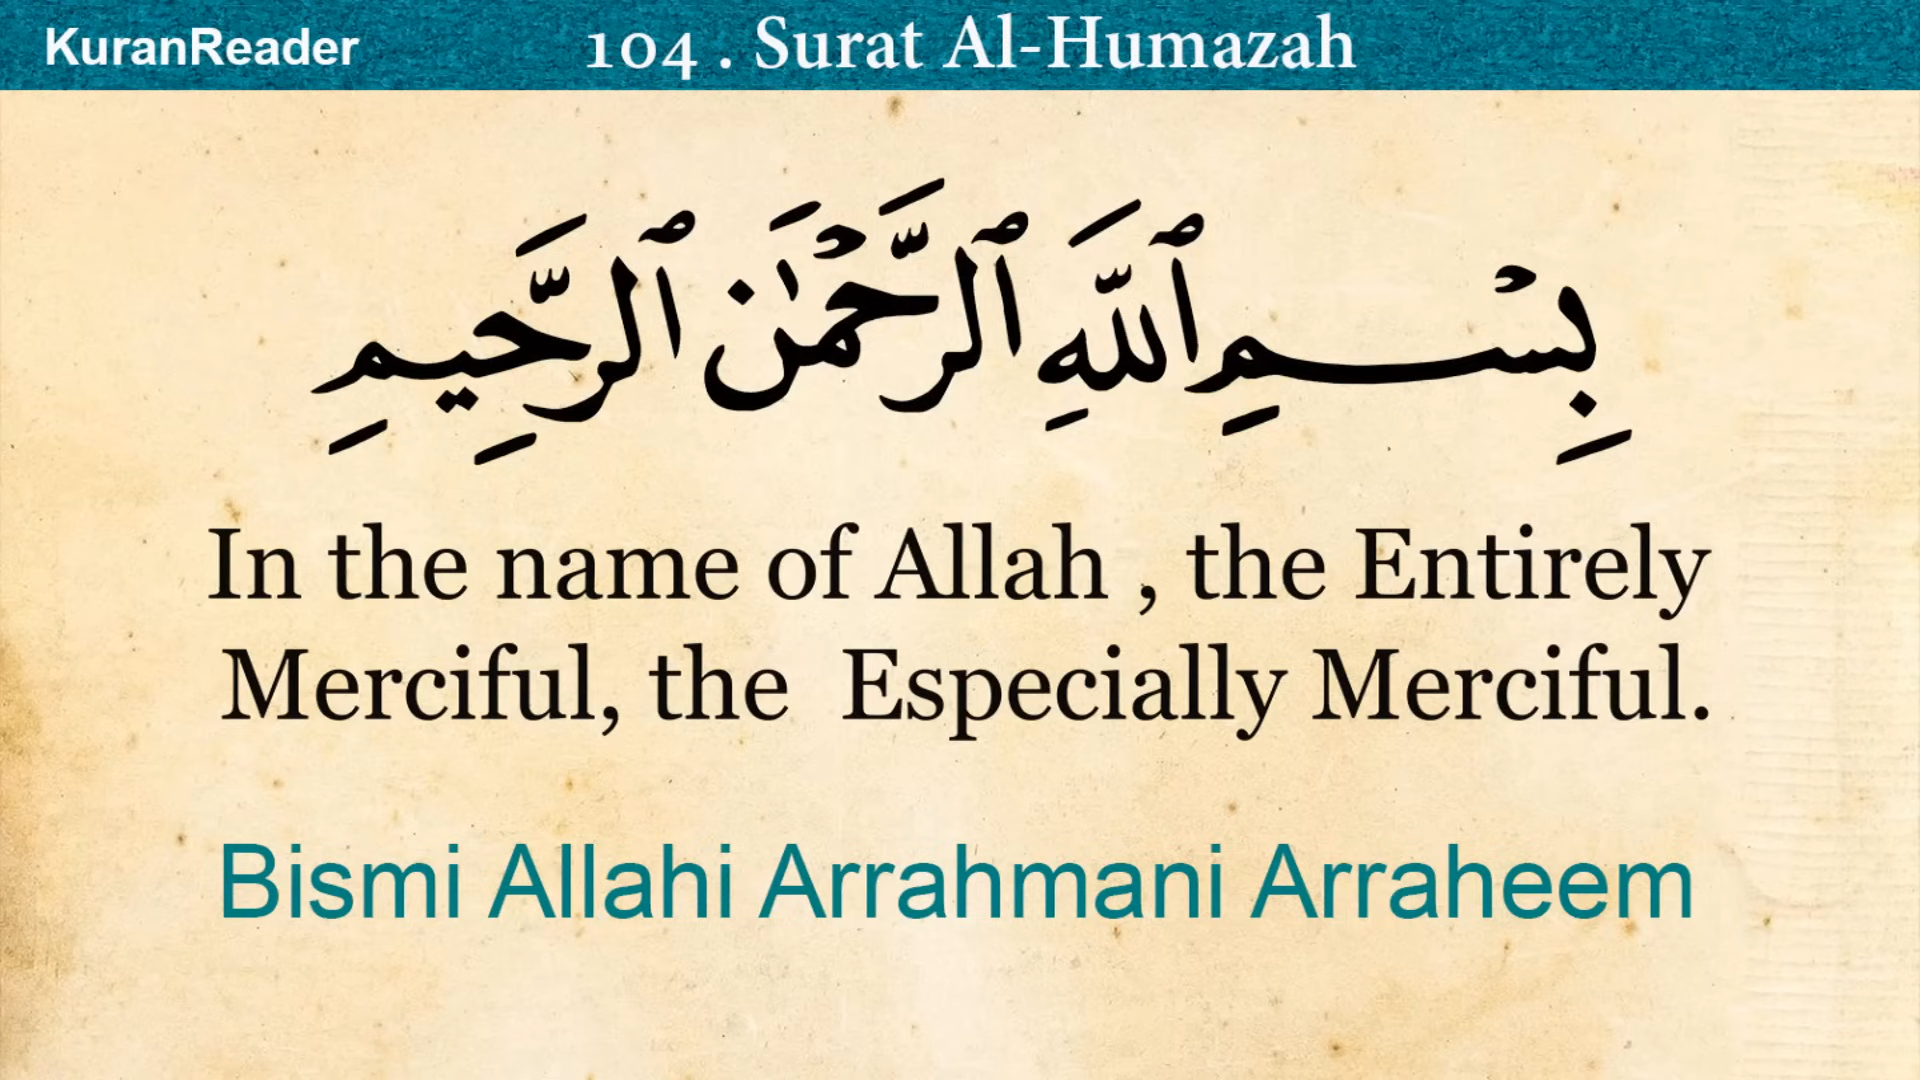 KuranReader
104 . Surat Al-Humazah
بِسْمِ ٱللَّهِ ٱلرَّحْمَٰنِ ٱلرَّحِيمِ
In the name of Allah , the Entirely
Merciful, the  Especially Merciful.
Bismi Allahi Arrahmani Arraheem